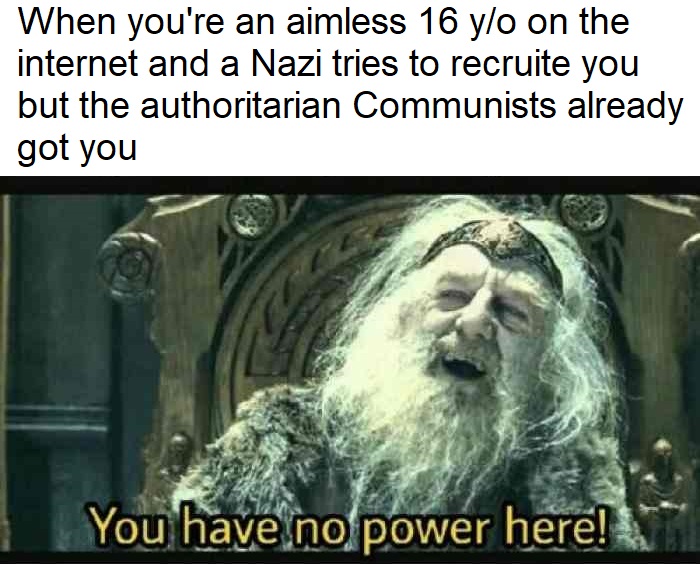 When you're an aimless 16 y/o on the
internet and a Nazi tries to recruite you
but the authoritarian Communists already
got you
You have no power here!